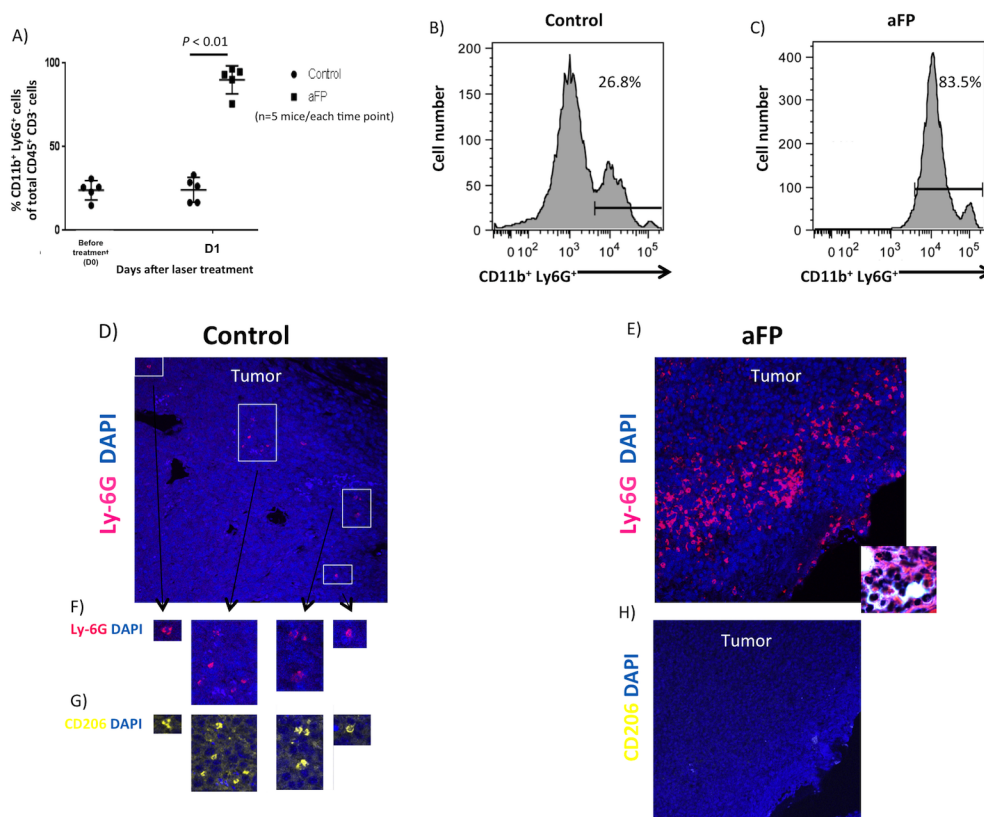 A)
P < 0.01
100
50
0
% CD11b⁺ Ly6G⁺ cells
of total CD45⁺ CD3⁻ cells
Control
aFP
(n=5 mice/each time point)
Before
treatment
(D0)
D1
Days after laser treatment
B)
Control
200
150
100
50
0
Cell number
26.8%
0 10² 10³ 10⁴ 10⁵
CD11b⁺ Ly6G⁺
C)
aFP
400
300
200
100
0
Cell number
83.5%
0 10² 10³ 10⁴ 10⁵
CD11b⁺ Ly6G⁺
D)
Control
Tumor
Ly-6G DAPI
E)
aFP
Tumor
Ly-6G DAPI
F)
Ly-6G DAPI
G)
CD206 DAPI
H)
Tumor
CD206 DAPI